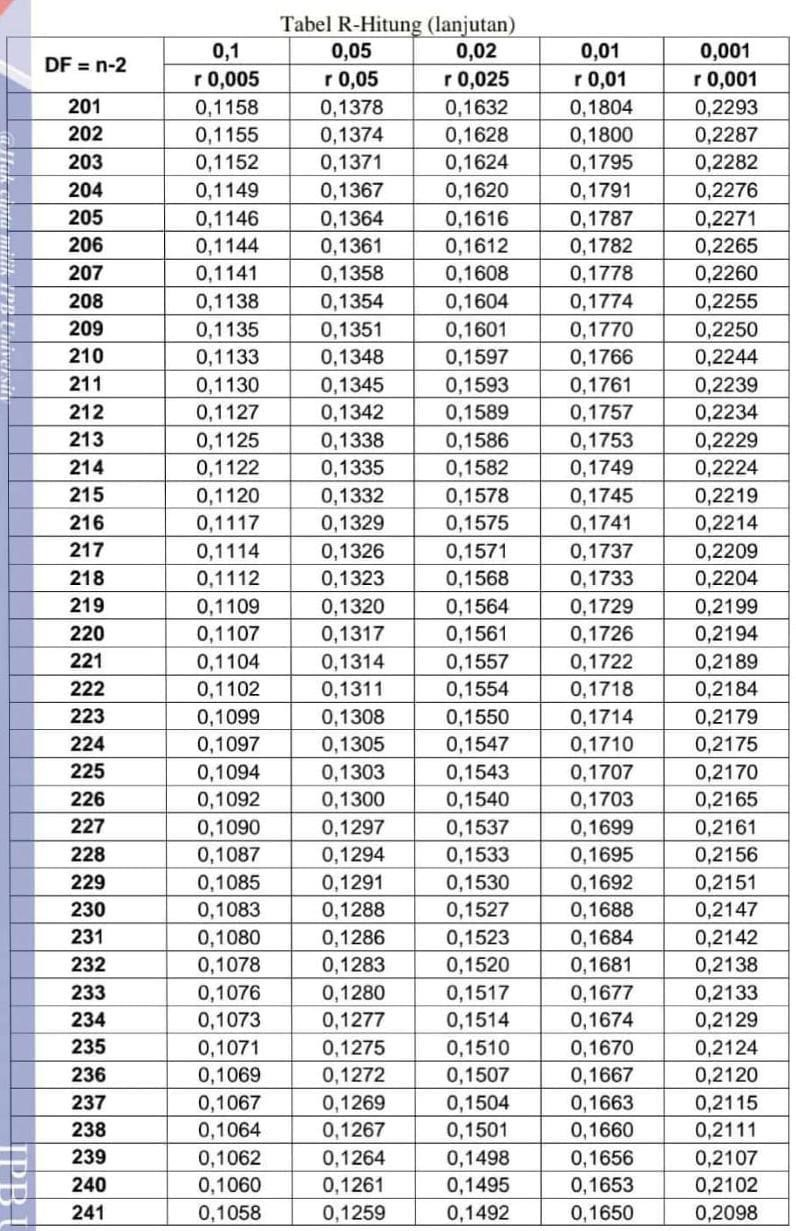 Tabel R-Hitung (lanjutan)
DF = n-2 0,1 0,05 0,02 0,01 0,001
r 0,005 r 0,05 r 0,025 r 0,01 r 0,001
201 0,1158 0,1378 0,1632 0,1804 0,2293
202 0,1155 0,1374 0,1628 0,1800 0,2287
203 0,1152 0,1371 0,1624 0,1795 0,2282
204 0,1149 0,1367 0,1620 0,1791 0,2276
205 0,1146 0,1364 0,1616 0,1787 0,2271
206 0,1144 0,1361 0,1612 0,1782 0,2265
207 0,1141 0,1358 0,1608 0,1778 0,2260
208 0,1138 0,1354 0,1604 0,1774 0,2255
209 0,1135 0,1351 0,1601 0,1770 0,2250
210 0,1133 0,1348 0,1597 0,1766 0,2244
211 0,1130 0,1345 0,1593 0,1761 0,2239
212 0,1127 0,1342 0,1589 0,1757 0,2234
213 0,1125 0,1338 0,1586 0,1753 0,2229
214 0,1122 0,1335 0,1582 0,1749 0,2224
215 0,1120 0,1332 0,1578 0,1745 0,2219
216 0,1117 0,1329 0,1575 0,1741 0,2214
217 0,1114 0,1326 0,1571 0,1737 0,2209
218 0,1112 0,1323 0,1568 0,1733 0,2204
219 0,1109 0,1320 0,1564 0,1729 0,2199
220 0,1107 0,1317 0,1561 0,1726 0,2194
221 0,1104 0,1314 0,1557 0,1722 0,2189
222 0,1102 0,1311 0,1554 0,1718 0,2184
223 0,1099 0,1308 0,1550 0,1714 0,2179
224 0,1097 0,1305 0,1547 0,1710 0,2175
225 0,1094 0,1303 0,1543 0,1707 0,2170
226 0,1092 0,1300 0,1540 0,1703 0,2165
227 0,1090 0,1297 0,1537 0,1699 0,2161
228 0,1087 0,1294 0,1533 0,1695 0,2156
229 0,1085 0,1291 0,1530 0,1692 0,2151
230 0,1083 0,1288 0,1527 0,1688 0,2147
231 0,1080 0,1286 0,1523 0,1684 0,2142
232 0,1078 0,1283 0,1520 0,1681 0,2138
233 0,1076 0,1280 0,1517 0,1677 0,2133
234 0,1073 0,1277 0,1514 0,1674 0,2129
235 0,1071 0,1275 0,1510 0,1670 0,2124
236 0,1069 0,1272 0,1507 0,1667 0,2120
237 0,1067 0,1269 0,1504 0,1663 0,2115
238 0,1064 0,1267 0,1501 0,1660 0,2111
239 0,1062 0,1264 0,1498 0,1656 0,2107
240 0,1060 0,1261 0,1495 0,1653 0,2102
241 0,1058 0,1259 0,1492 0,1650 0,2098
@Hak cipta milik IPB University
IPB